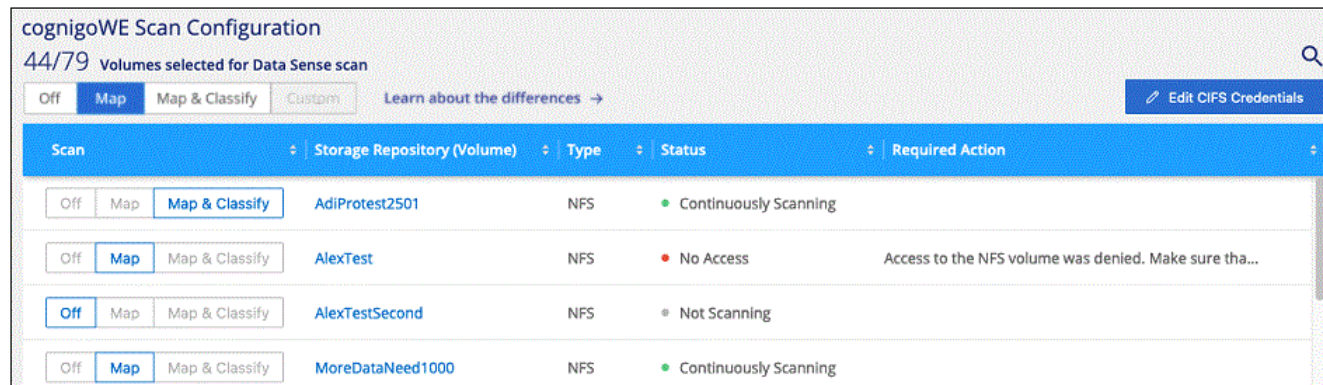 cognigoWE Scan Configuration
44/79 Volumes selected for Data Sense scan
Off Map Map & Classify Custom Learn about the differences → Edit CIFS Credentials
Scan Storage Repository (Volume) Type Status Required Action
Off Map Map & Classify AdiProtest2501 NFS Continuously Scanning
Off Map Map & Classify AlexTest NFS No Access Access to the NFS volume was denied. Make sure tha...
Off Map Map & Classify AlexTestSecond NFS Not Scanning
Off Map Map & Classify MoreDataNeed1000 NFS Continuously Scanning